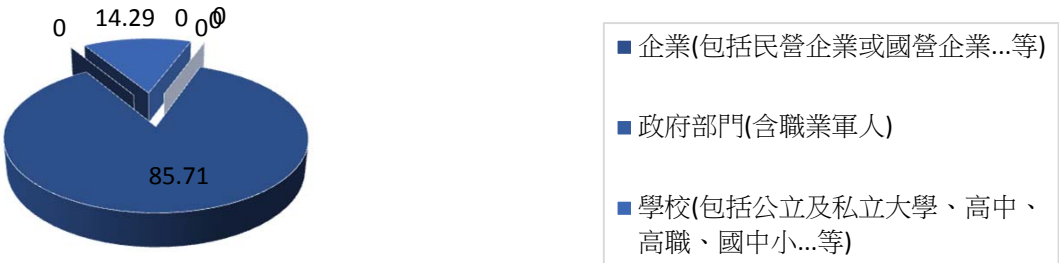 0
14.29
0
0
0
0
85.71
企業(包括民營企業或國營企業...等)
政府部門(含職業軍人)
學校(包括公立及私立大學、高中、
高職、國中小...等)